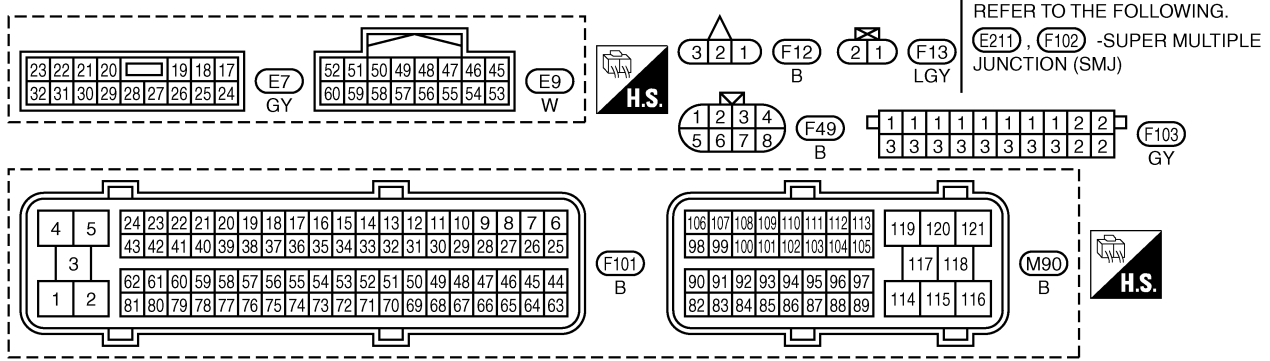 REFER TO THE FOLLOWING.
E211 , F102 -SUPER MULTIPLE
JUNCTION (SMJ)
23 22 21 20 19 18 17
32 31 30 29 28 27 26 25 24
E7
GY
52 51 50 49 48 47 46 45
60 59 58 57 56 55 54 53
E9
W
H.S.
3 2 1
F12
B
2 1
F13
LGY
1 2 3 4
5 6 7 8
F49
B
1 1 1 1 1 1 1 1 2 2
3 3 3 3 3 3 3 3 2 2
F103
GY
4 5
3
1 2
24 23 22 21 20 19 18 17 16 15 14 13 12 11 10 9 8 7 6
43 42 41 40 39 38 37 36 35 34 33 32 31 30 29 28 27 26 25
62 61 60 59 58 57 56 55 54 53 52 51 50 49 48 47 46 45 44
81 80 79 78 77 76 75 74 73 72 71 70 69 68 67 66 65 64 63
F101
B
106 107 108 109 110 111 112 113
98 99 100 101 102 103 104 105
90 91 92 93 94 95 96 97
82 83 84 85 86 87 88 89
119 120 121
117 118
114 115 116
M90
B
H.S.